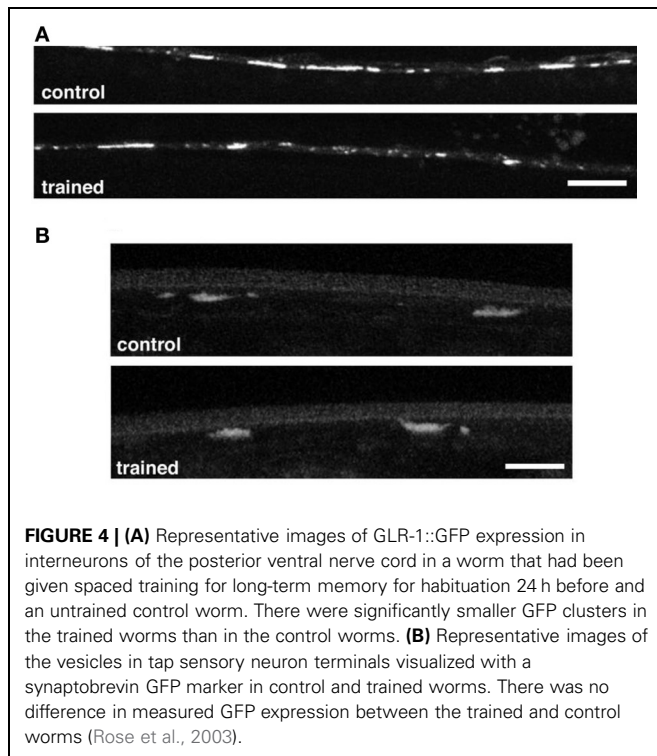 A
control
trained
B
control
trained
FIGURE 4 | (A) Representative images of GLR-1::GFP expression in
interneurons of the posterior ventral nerve cord in a worm that had been
given spaced training for long-term memory for habituation 24 h before and
an untrained control worm. There were significantly smaller GFP clusters in
the trained worms than in the control worms. (B) Representative images of
the vesicles in tap sensory neuron terminals visualized with a
synaptobrevin GFP marker in control and trained worms. There was no
difference in measured GFP expression between the trained and control
worms (Rose et al., 2003).